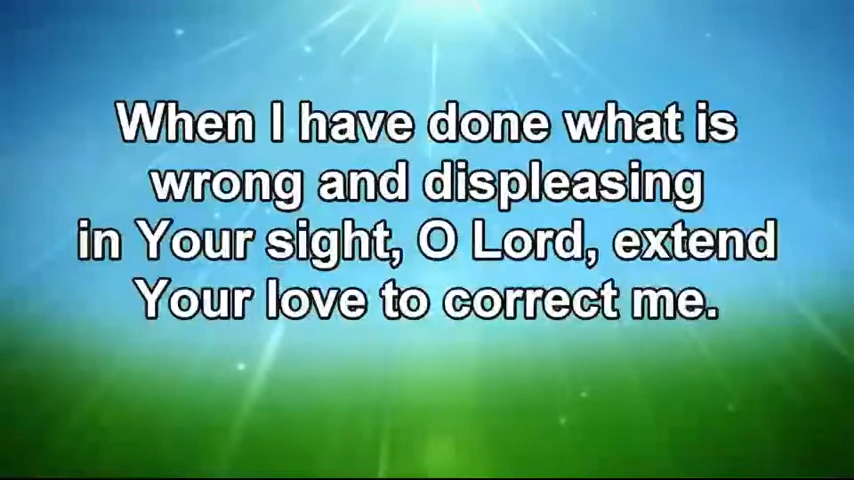 When I have done what is
wrong and displeasing
in Your sight, O Lord, extend
Your love to correct me.